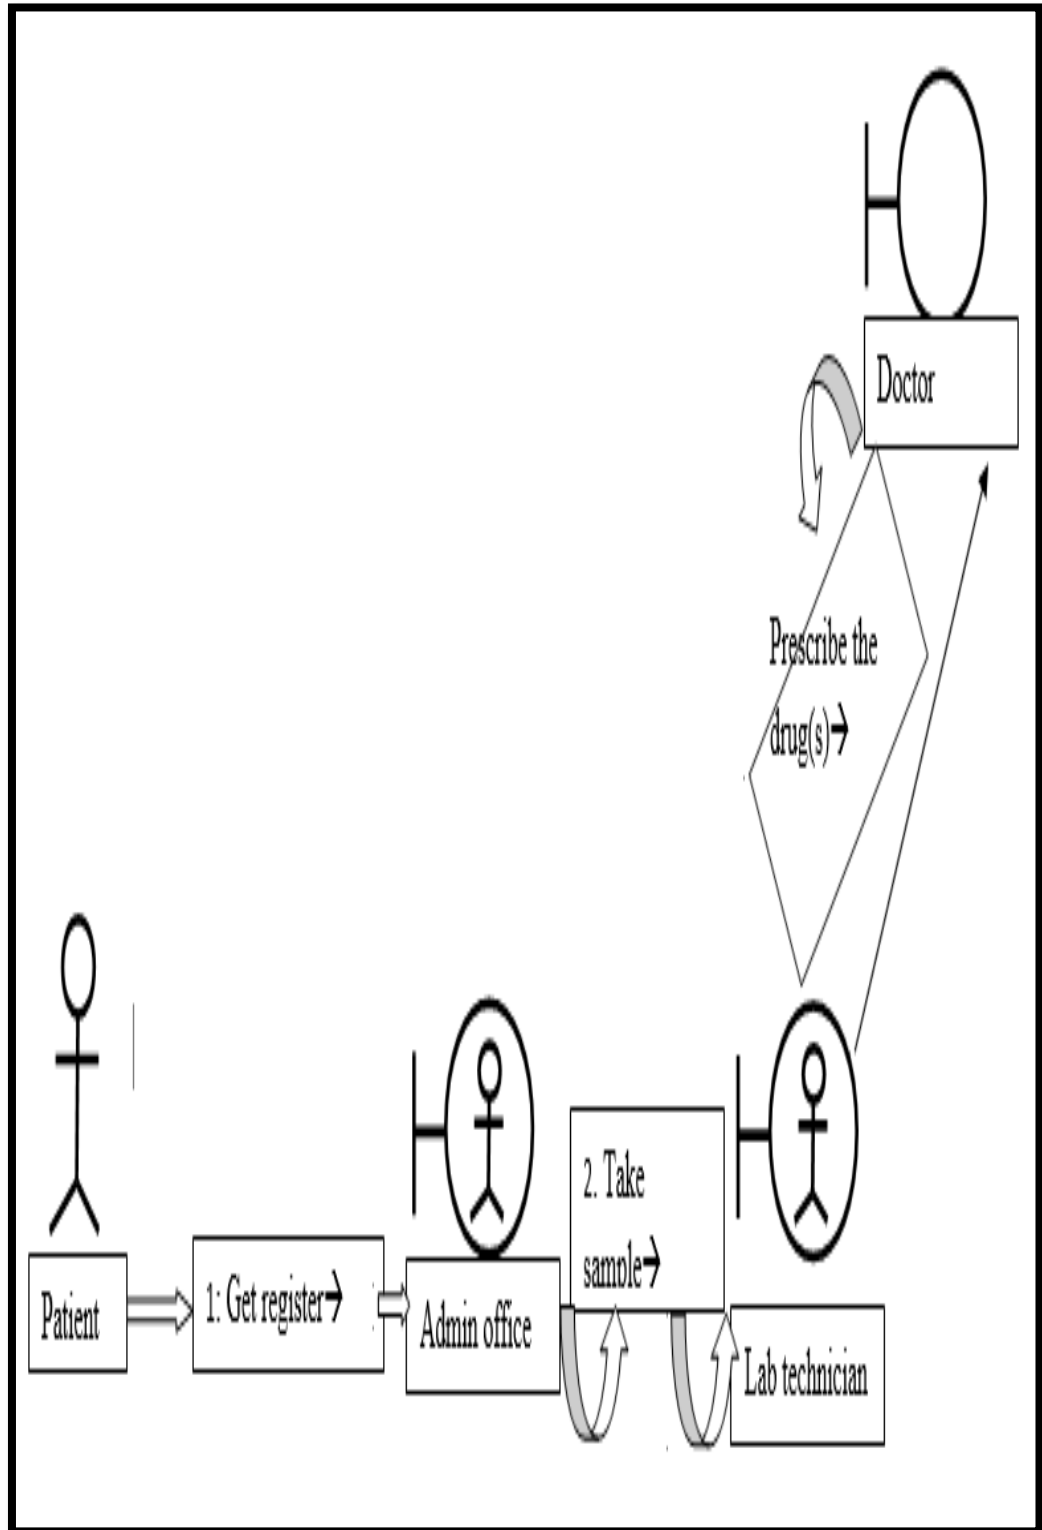 Doctor
Prescribe the
drug(s)→
2. Take
sample→
Patient
1: Get register→
Admin office
Lab technician